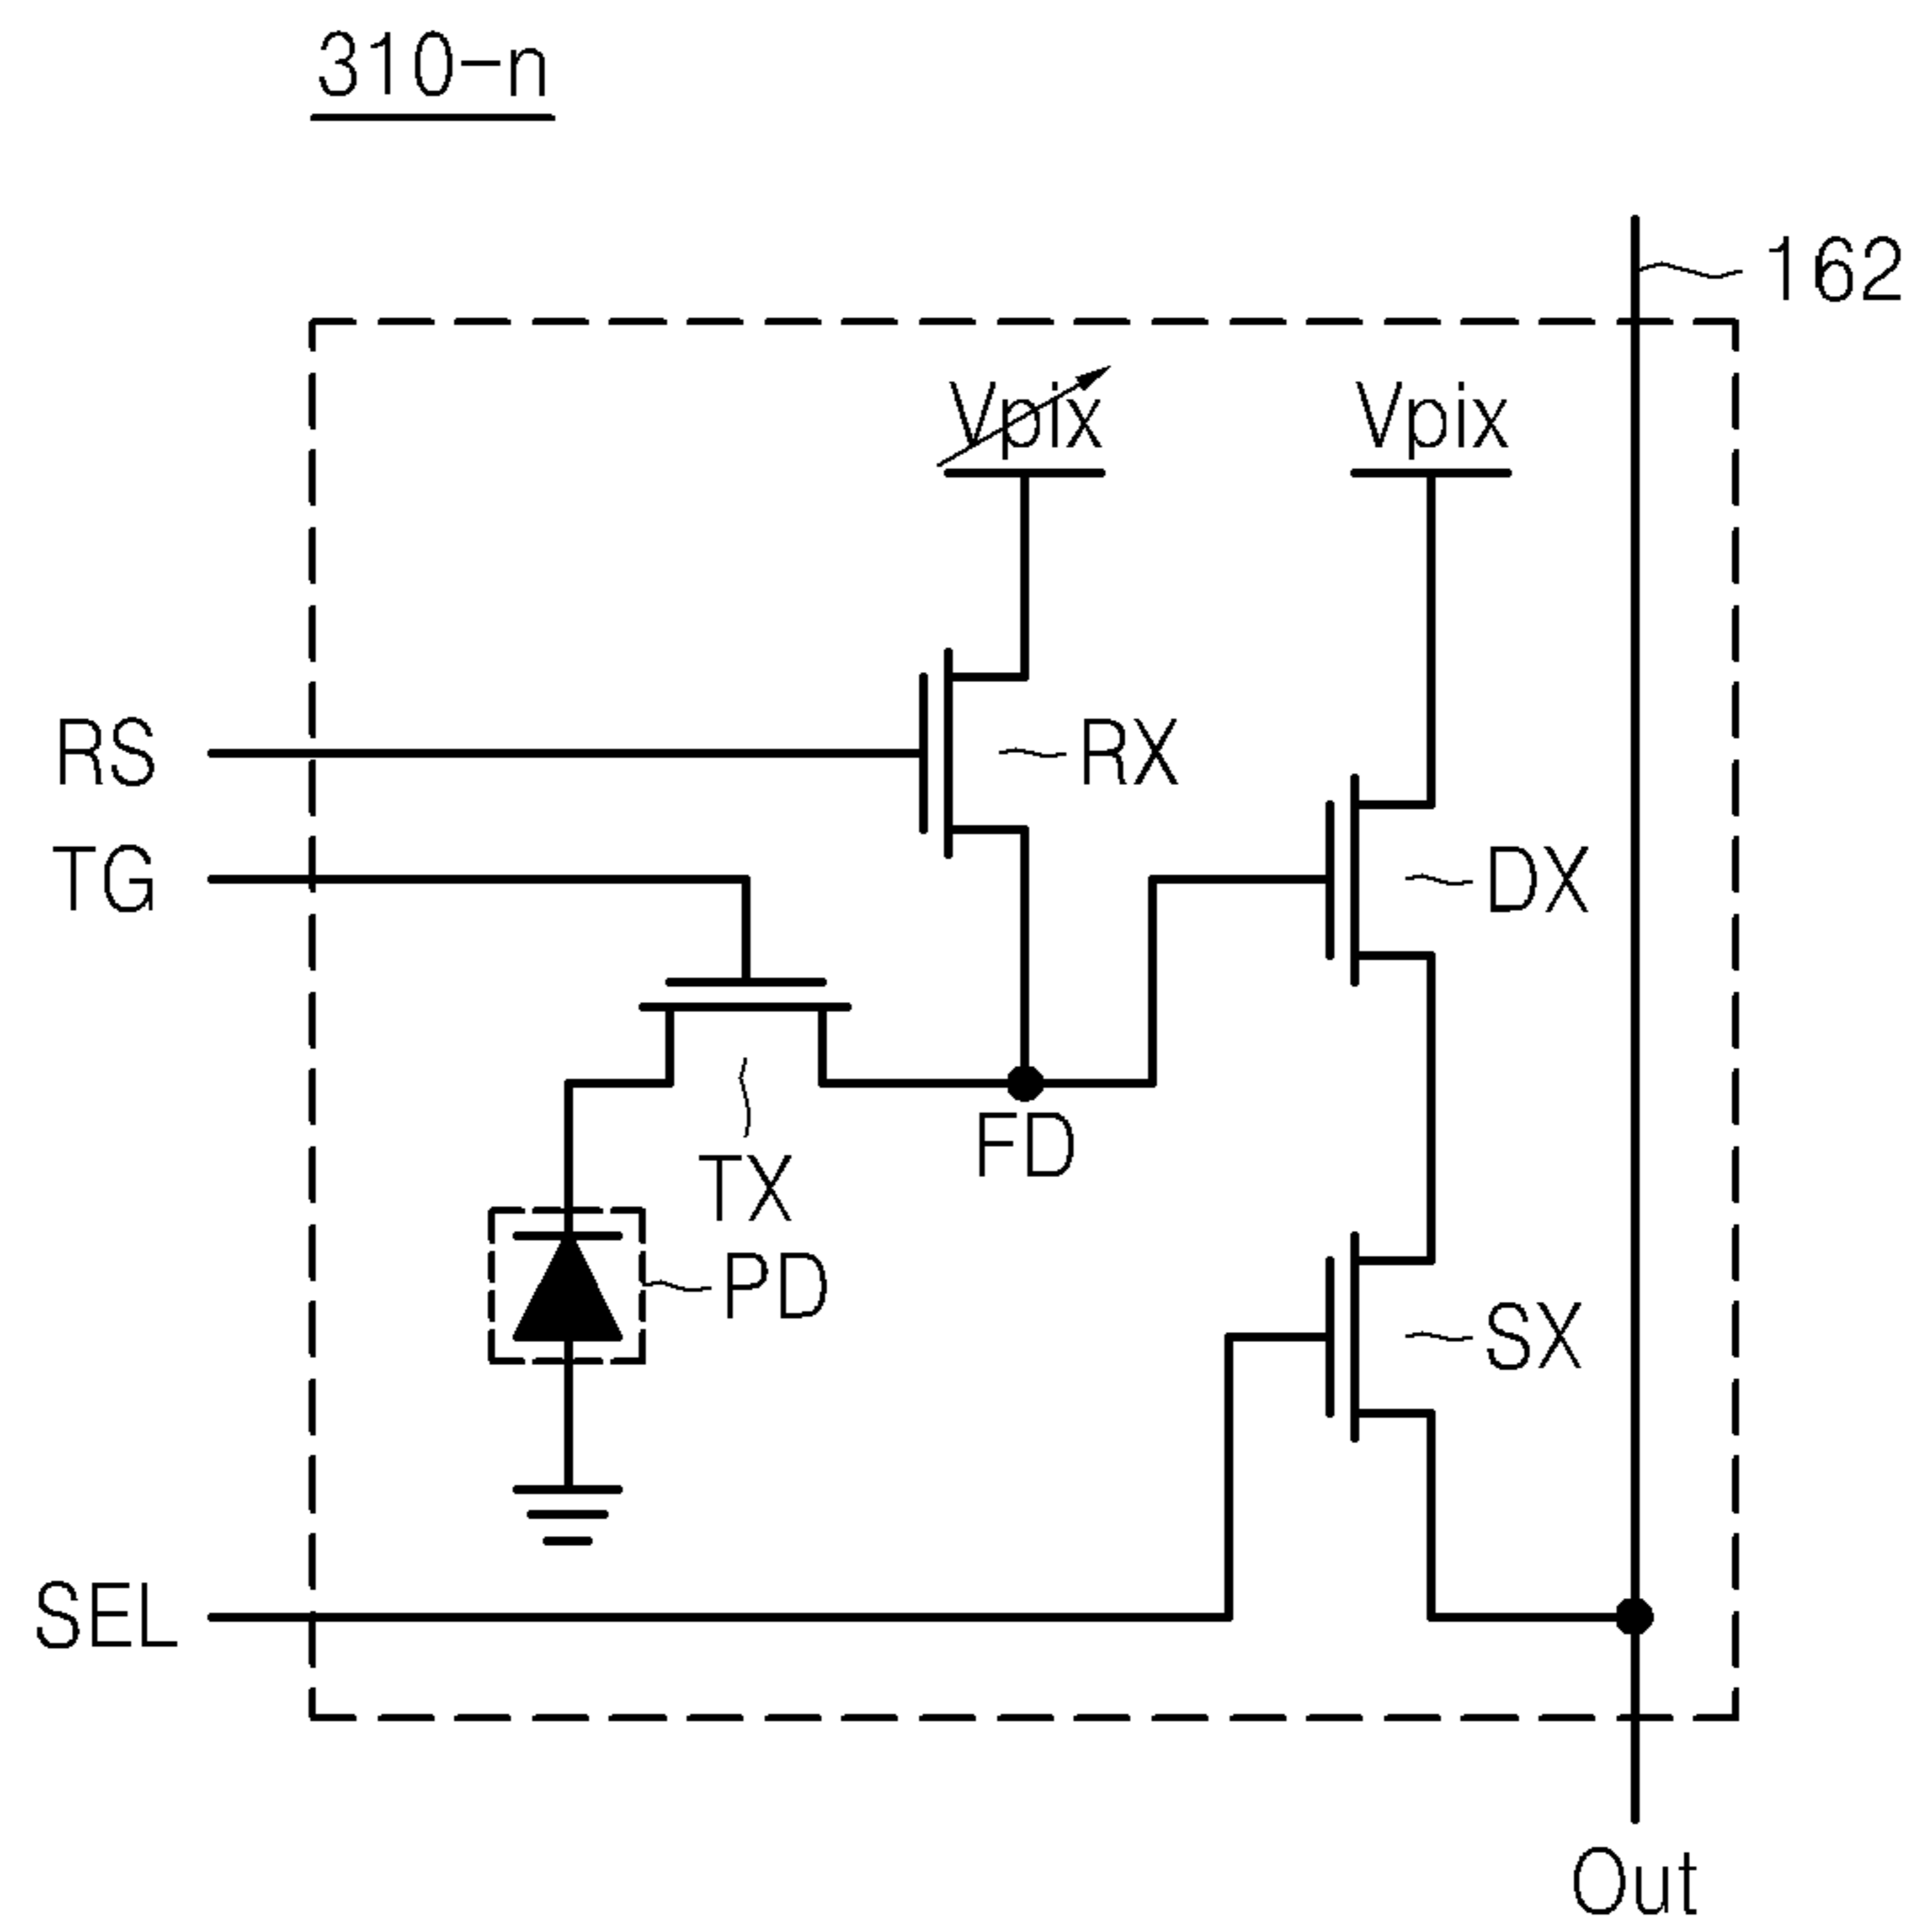 310-n
162
Vpix
Vpix
RS
RX
TG
DX
FD
TX
PD
SX
SEL
Out